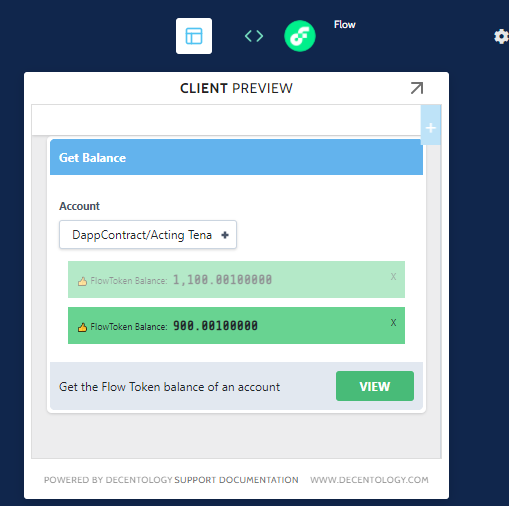 Flow
CLIENT PREVIEW
+
Get Balance
Account
DappContract/Acting Tena +
FlowToken Balance: 1,100.00100000 X
FlowToken Balance: 900.00100000 X
Get the Flow Token balance of an account VIEW
POWERED BY DECENTOLOGY SUPPORT DOCUMENTATION WWW.DECENTOLOGY.COM